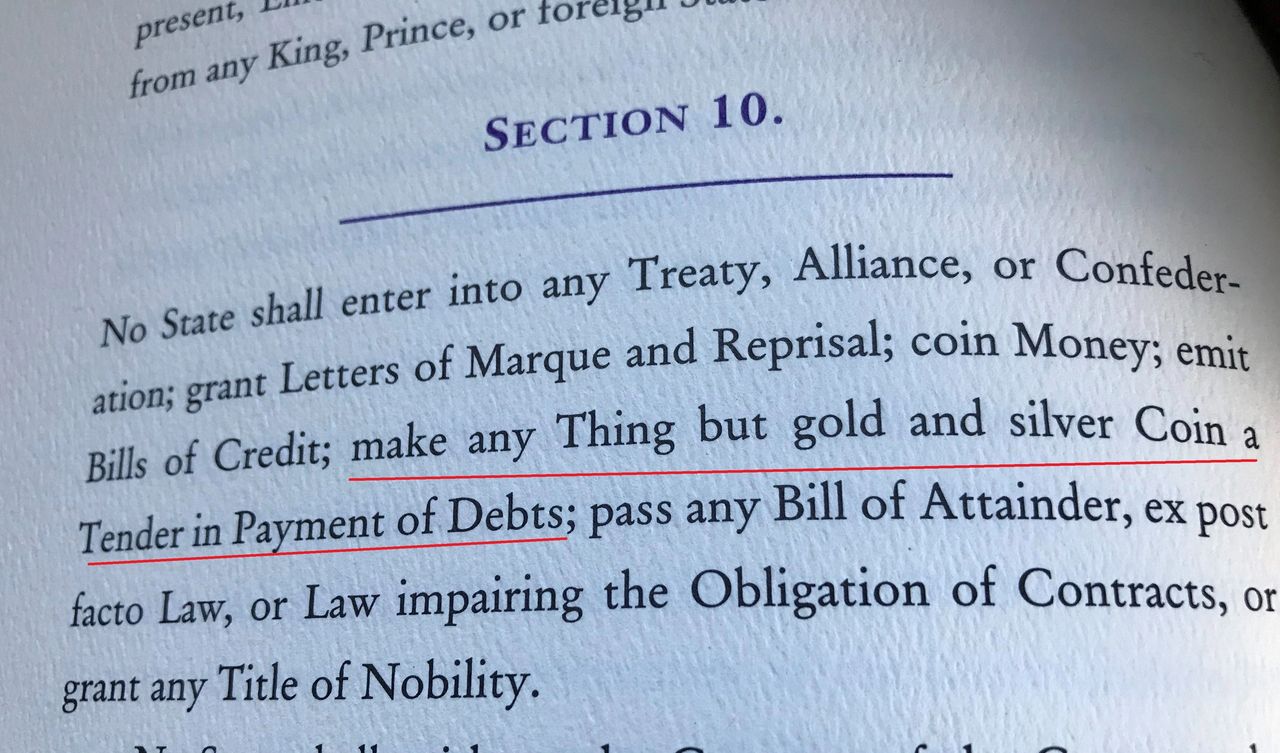 present,
from any King, Prince, or foreign
SECTION 10.
No State shall enter into any Treaty, Alliance, or Confeder-
ation; grant Letters of Marque and Reprisal; coin Money; emit
Bills of Credit; make any Thing but gold and silver Coin a
Tender in Payment of Debts; pass any Bill of Attainder, ex post
facto Law, or Law impairing the Obligation of Contracts, or
grant any Title of Nobility.